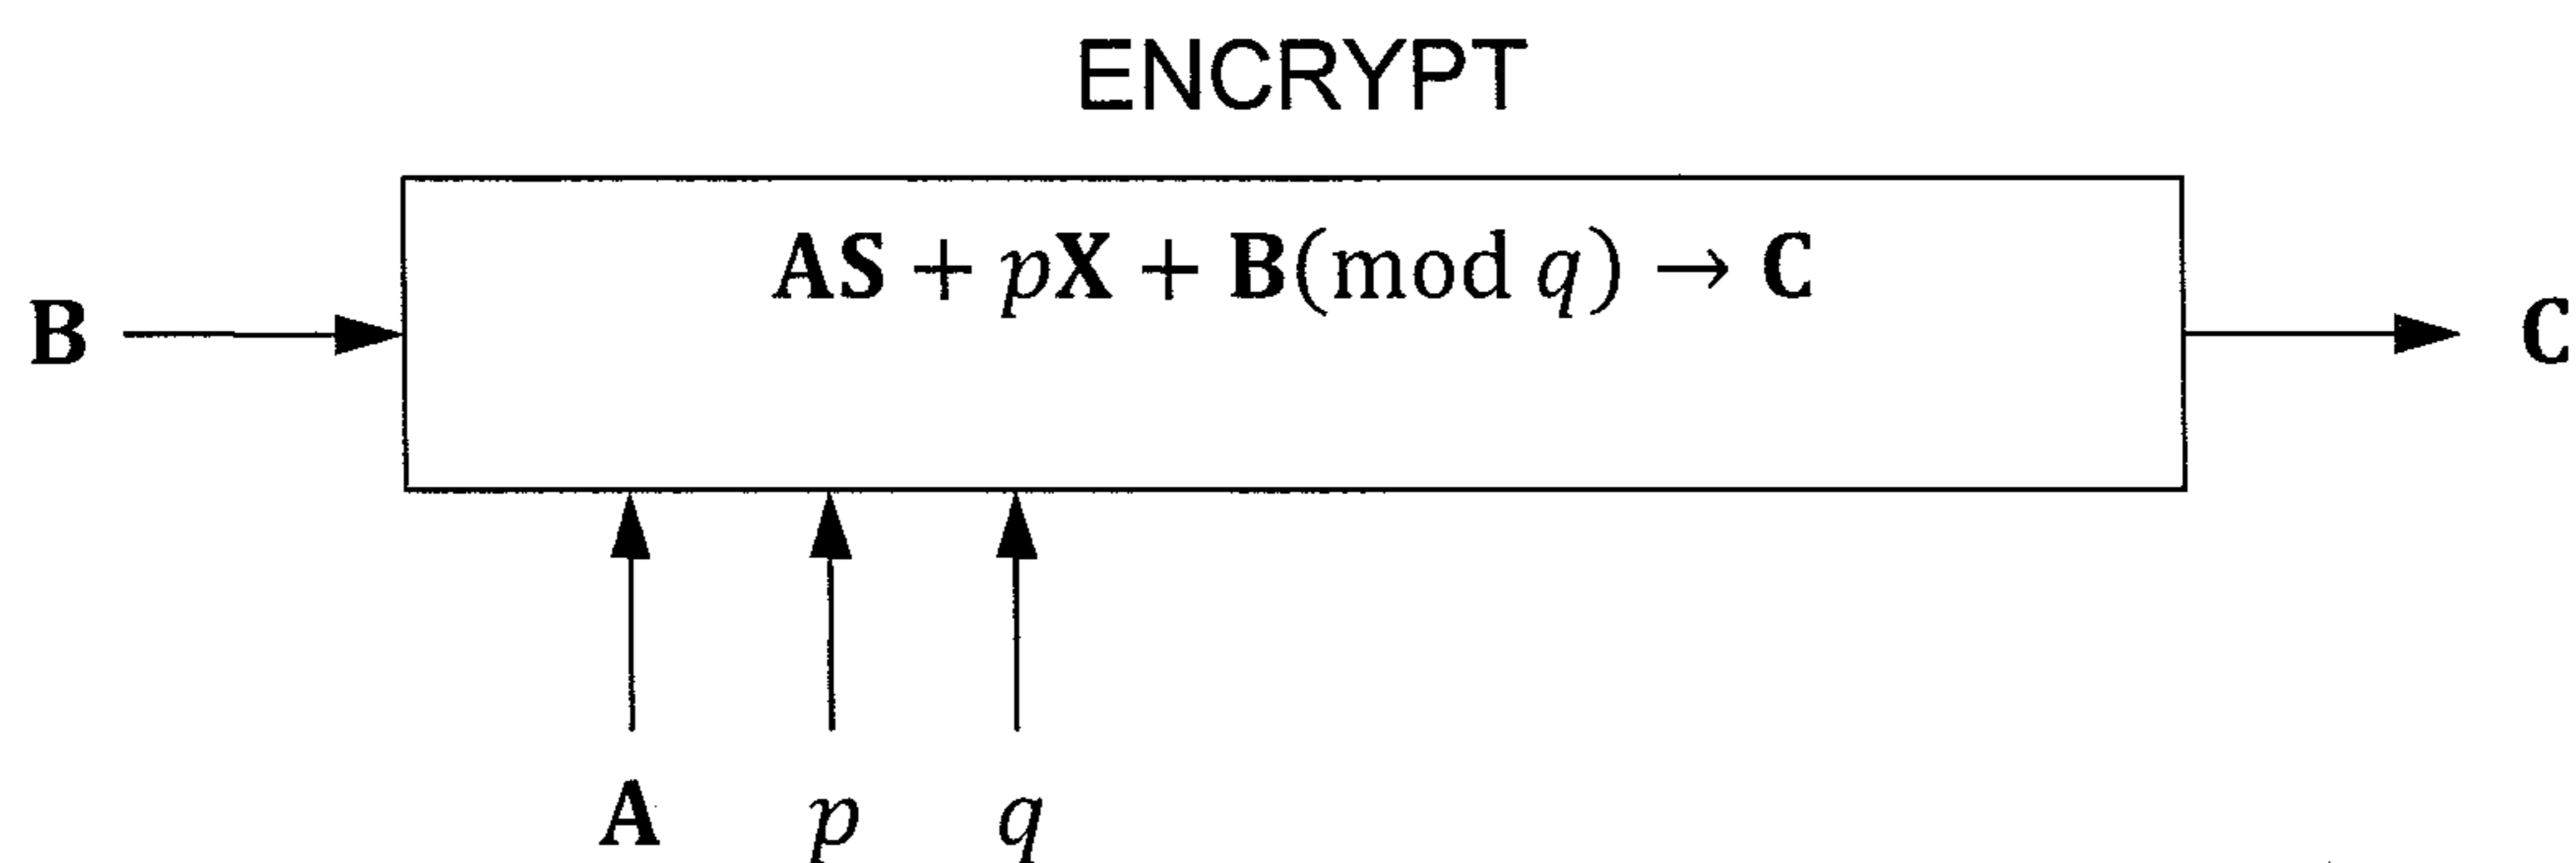 ENCRYPT
AS + pX + B(mod q) → C
B
C
A p q